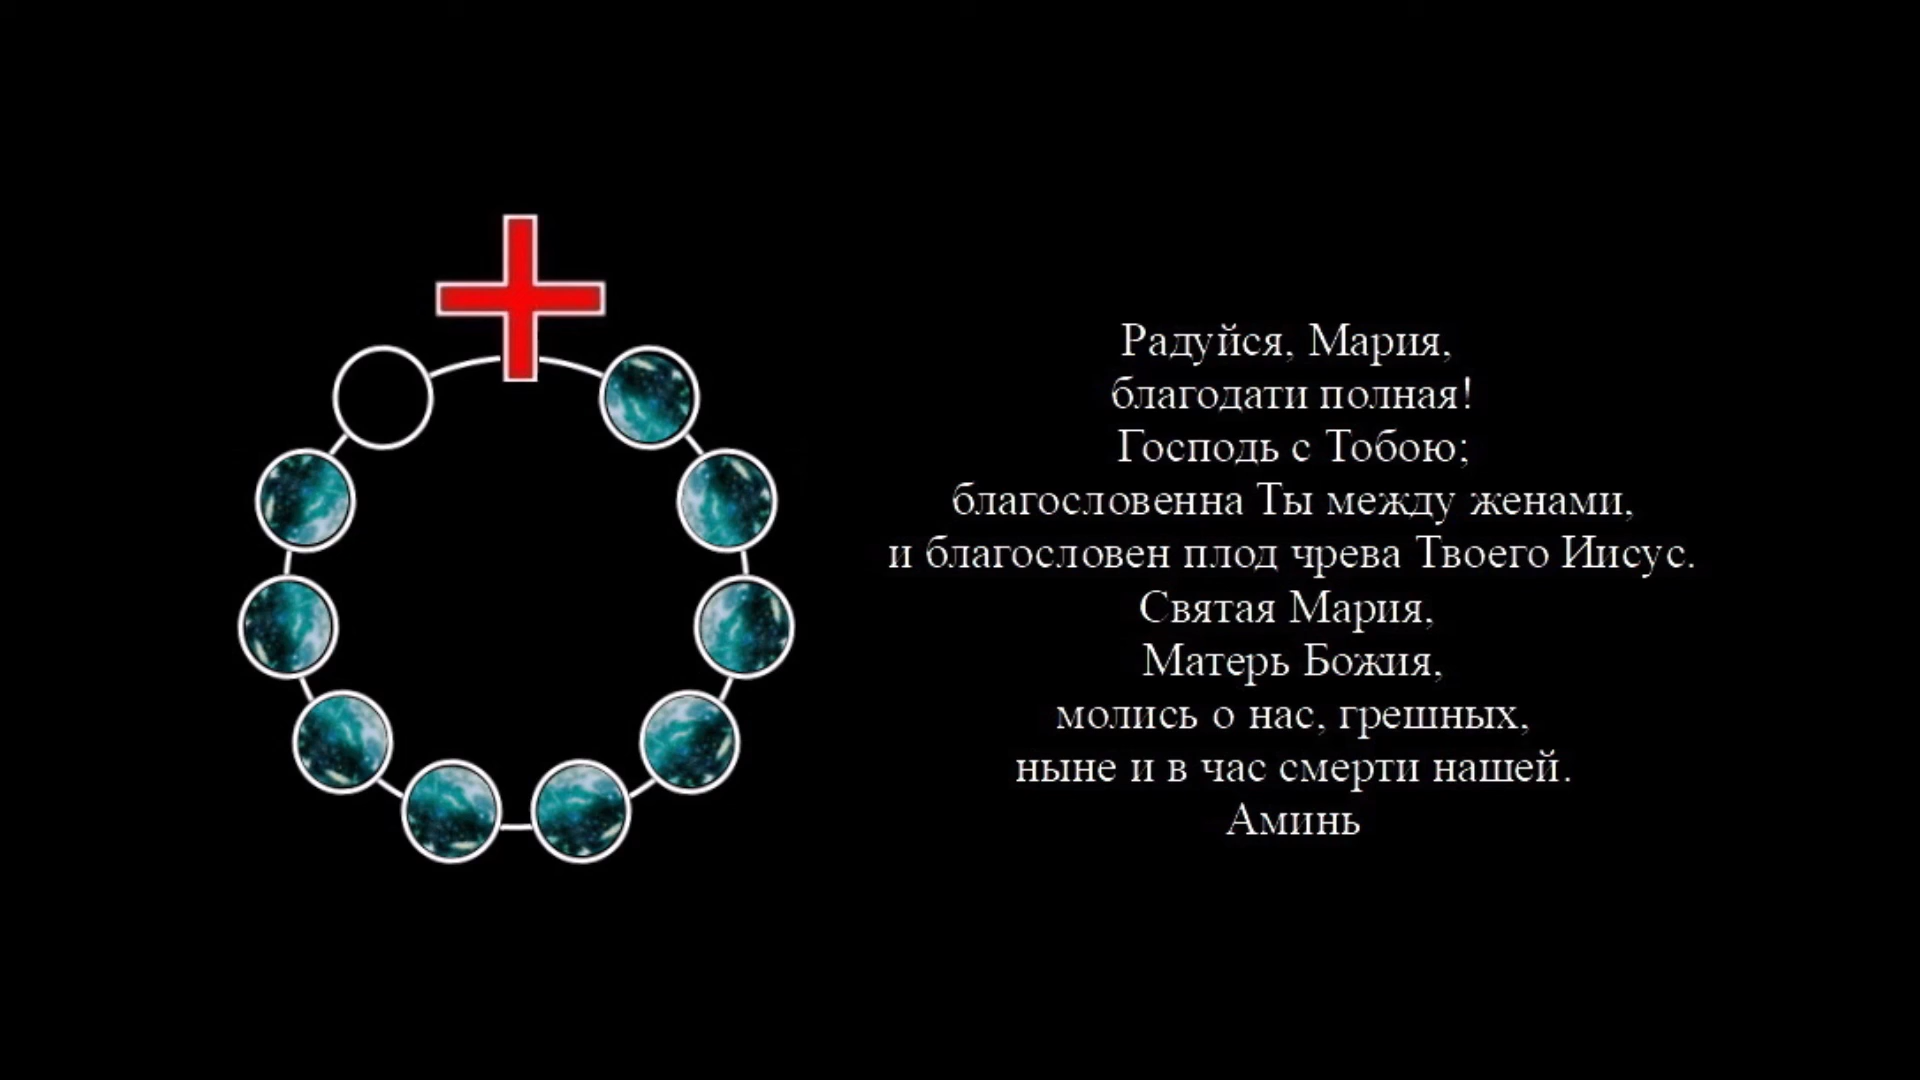 Радуйся, Мария,
благодати полная!
Господь с Тобою;
благословенна Ты между женами,
и благословен плод чрева Твоего Иисус.
Святая Мария,
Матерь Божия,
молись о нас, грешных,
ныне и в час смерти нашей.
Аминь